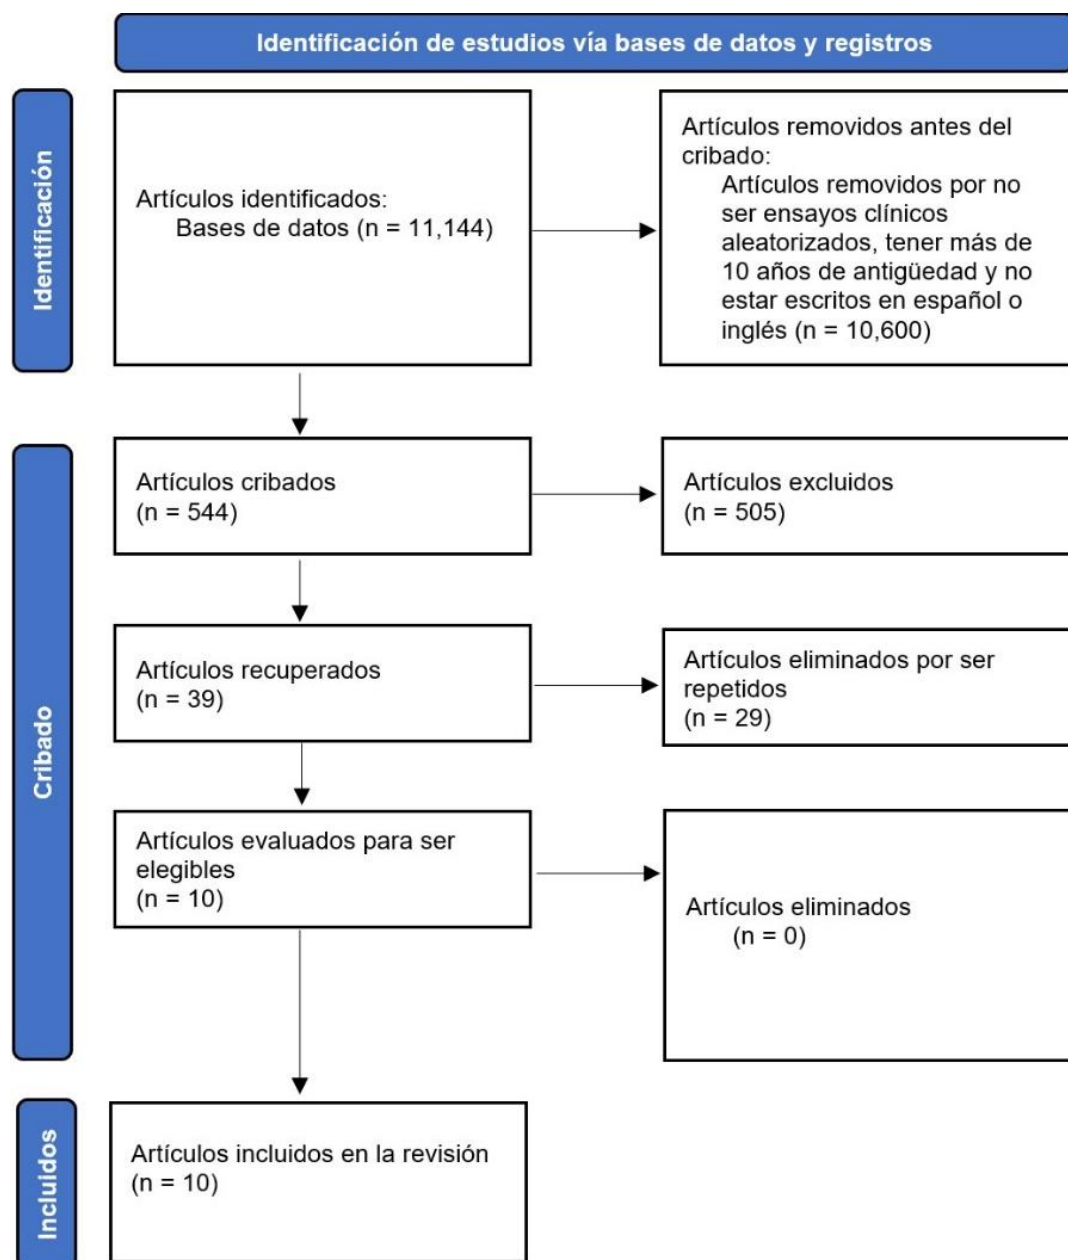 Identificación de estudios vía bases de datos y registros
Identificación
Artículos identificados:
Bases de datos (n = 11,144)
Artículos removidos antes del
cribado:
Artículos removidos por no
ser ensayos clínicos
aleatorizados, tener más de
10 años de antigüedad y no
estar escritos en español o
inglés (n = 10,600)
Cribado
Artículos cribados
(n = 544)
Artículos excluidos
(n = 505)
Artículos recuperados
(n = 39)
Artículos eliminados por ser
repetidos
(n = 29)
Artículos evaluados para ser
elegibles
(n = 10)
Artículos eliminados
(n = 0)
Incluidos
Artículos incluidos en la revisión
(n = 10)